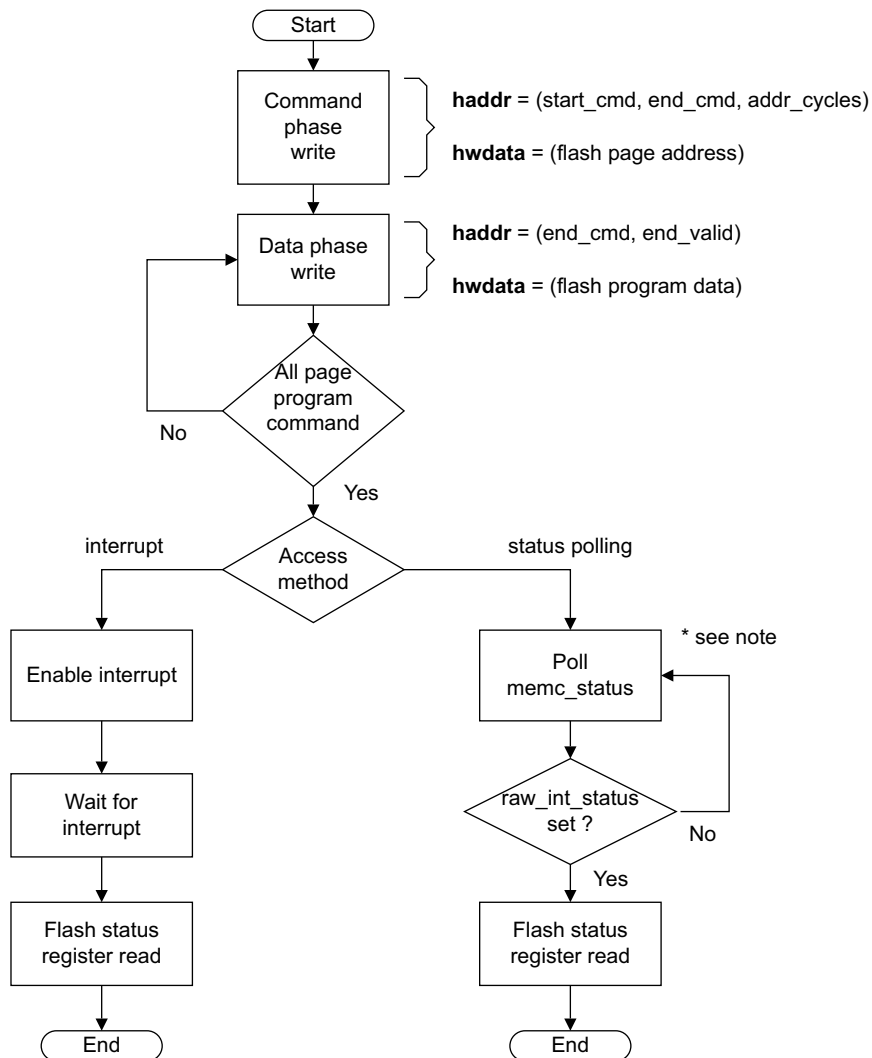 Start
Command
phase
write
haddr = (start_cmd, end_cmd, addr_cycles)
hwdata = (flash page address)
Data phase
write
haddr = (end_cmd, end_valid)
hwdata = (flash program data)
All page
program
command
No
Yes
interrupt
Access
method
status polling
Enable interrupt
Poll
memc_status
* see note
Wait for
interrupt
raw_int_status
set ?
No
Yes
Flash status
register read
Flash status
register read
End
End